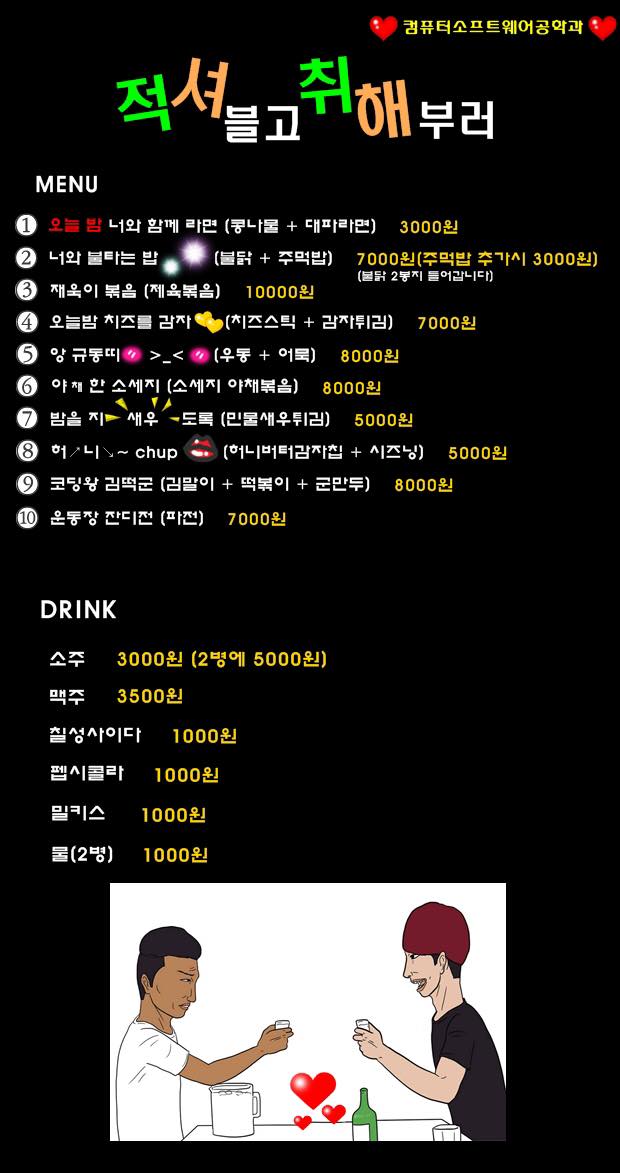 컴퓨터소프트웨어공학과
적셔블고취해부러
MENU
① 오늘 밤 너와 함께 라면 (콩나물 + 대파라면) 3000원
② 너와 불타는 밥 (불닭 + 주먹밥) 7000원(주먹밥 추가시 3000원)
(불닭 2봉지 들어갑니다)
③ 재욱이 볶음 (제육볶음) 10000원
④ 오늘밤 치즈를 감자 (치즈스틱 + 감자튀김) 7000원
⑤ 앙 규동띠 >_< (우동 + 어묵) 8000원
⑥ 야채 한 소세지 (소세지 야채볶음) 8000원
⑦ 밤을 지 새우 도록 (민물새우튀김) 5000원
⑧ 허↗니↘~ chup (허니버터감자칩 + 시즈닝) 5000원
⑨ 코딩왕 김떡군 (김말이 + 떡볶이 + 군만두) 8000원
⑩ 운동장 잔디전 (파전) 7000원
DRINK
소주 3000원 (2병에 5000원)
맥주 3500원
칠성사이다 1000원
펩시콜라 1000원
밀키스 1000원
물(2병) 1000원